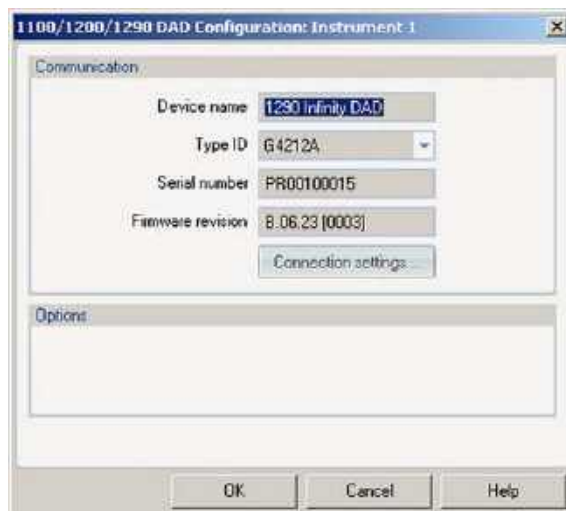 1100/1200/1290 DAD Configuration: Instrument 1
Communication
Device name 1290 Infinity DAD
Type ID G4212A
Serial number PR00100015
Firmware revision B.06.23 [0003]
Connection settings ...
Options
OK Cancel Help